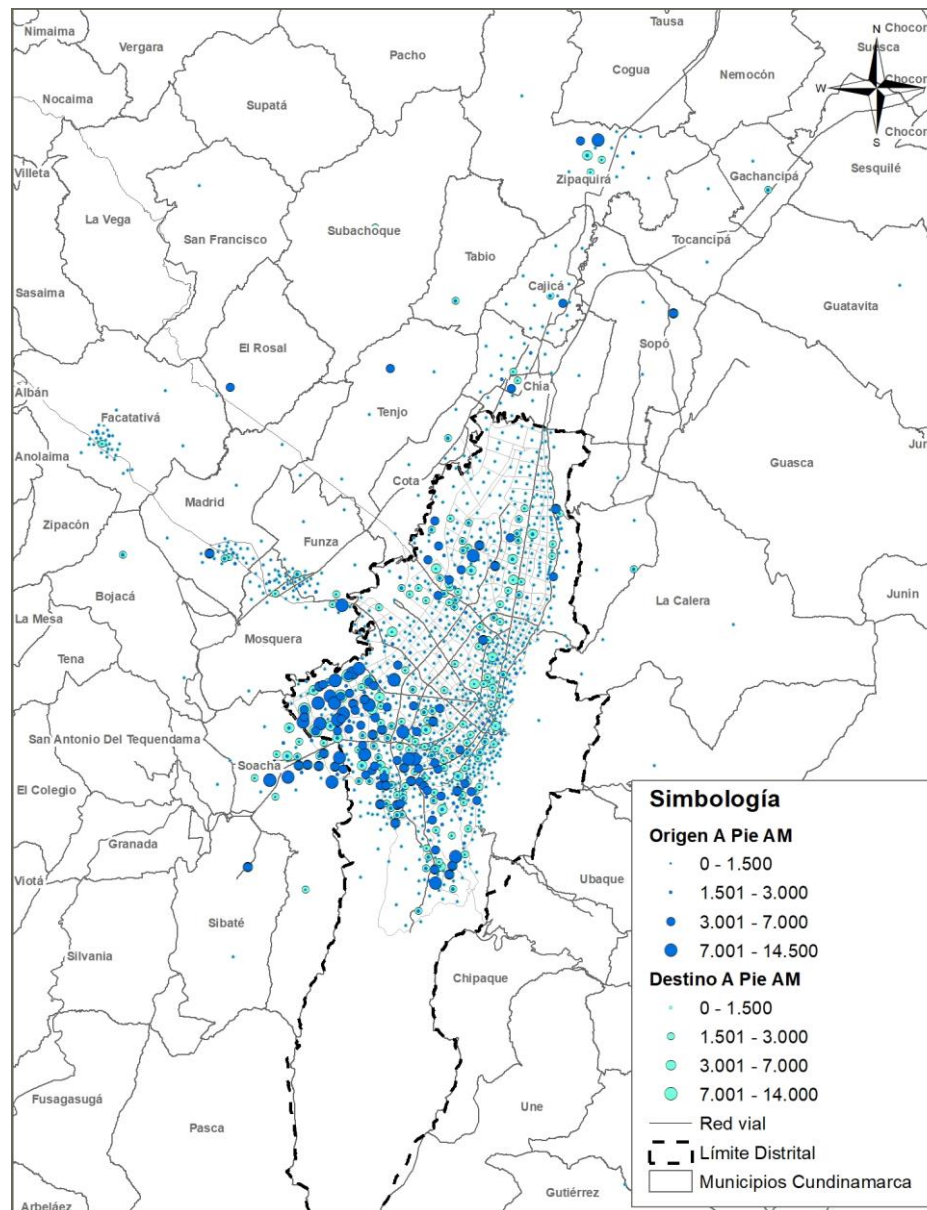 Nimaima
Vergara
Pacho
Tausa
Cogua
Nemocón
N
Suesca
Chocon
Chocon
Chocon
W
S
Nocaima
Supatá
Villeta
La Vega
San Francisco
Subachoque
Zipaquirá
Gachancipá
Sesquilé
Tocancipá
Tabio
Cajicá
Sasaima
Guatavita
El Rosal
Sopó
Albán
Facatativá
Tenjo
Chía
Anolaima
Guasca
Jun
Cota
Madrid
Zipacón
Funza
Bojacá
La Calera
Junin
La Mesa
Mosquera
Tena
San Antonio Del Tequendama
Soacha
El Colegio
Granada
Viotá
Sibaté
Silvania
Ubaque
Chipaque
Fusagasugá
Pasca
Une
Arbeláez
Gutiérrez
Simbología
Origen A Pie AM
0 - 1.500
1.501 - 3.000
3.001 - 7.000
7.001 - 14.500
Destino A Pie AM
0 - 1.500
1.501 - 3.000
3.001 - 7.000
7.001 - 14.000
Red vial
Límite Distrital
Municipios Cundinamarca